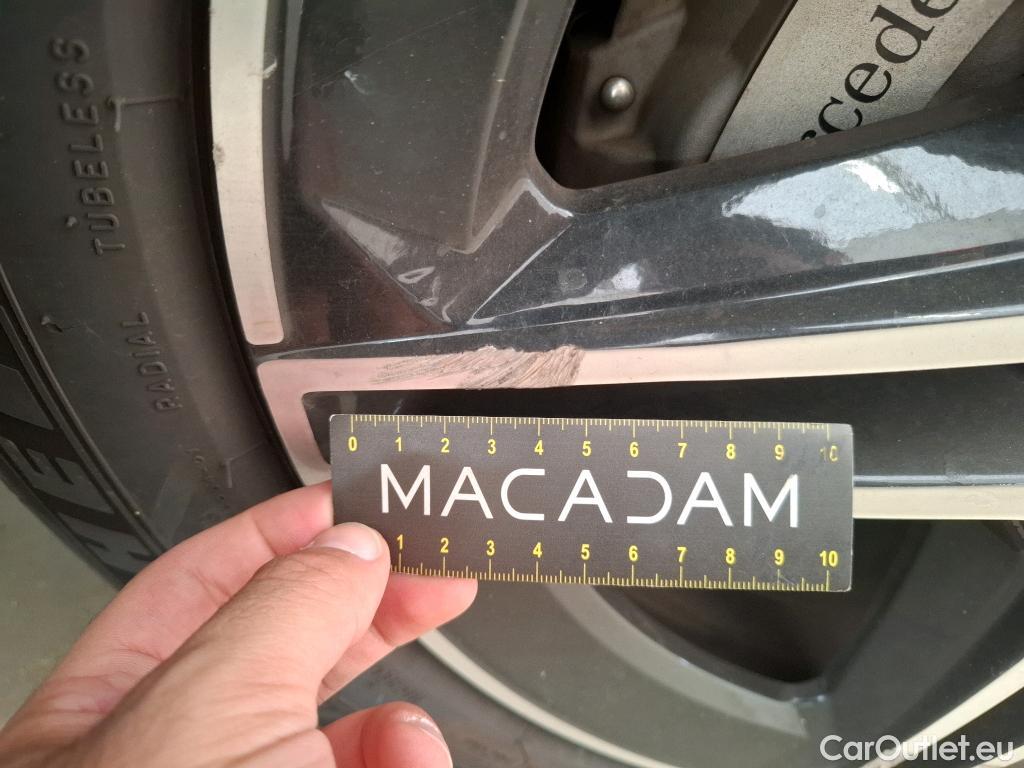 TUBELESS
RADIAL
rcede
0 1 2 3 4 5 6 7 8 9 10
MACADAM
1 2 3 4 5 6 7 8 9 10
CarOutlet.eu